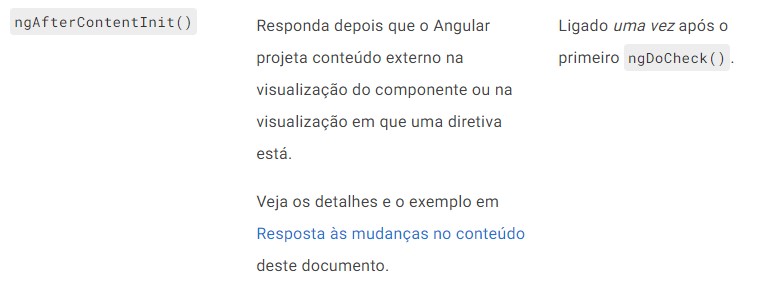 ngAfterContentInit()
Responda depois que o Angular
projeta conteúdo externo na
visualização do componente ou na
visualização em que uma diretiva
está.
Veja os detalhes e o exemplo em
Resposta às mudanças no conteúdo
deste documento.
Ligado uma vez após o
primeiro ngDoCheck().